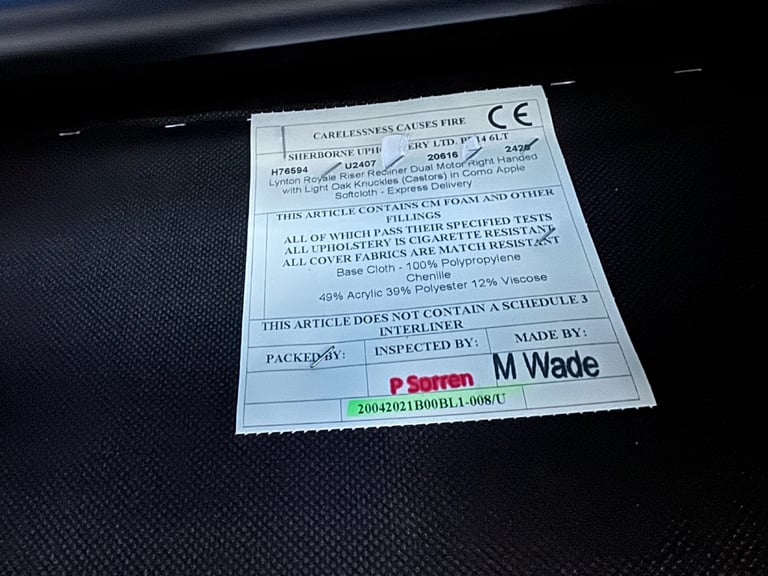 CARELESSNESS CAUSES FIRE CE
SHERBORNE LTD. 4 6LT
H76594 U2407 20616
Lynton Royale Riser Recliner Dual Motor Right Handed
with Light Oak Knuckles (Castors) in Como Apple
Softcloth - Express Delivery
THIS ARTICLE CONTAINS CM FOAM AND OTHER
FILLINGS
ALL OF WHICH PASS THEIR SPECIFIED TESTS
ALL UPHOLSTERY IS CIGARETTE RESISTANT
ALL COVER FABRICS ARE MATCH RESISTANT
Base Cloth - 100% Polypropylene
Chenille
49% Acrylic 39% Polyester 12% Viscose
THIS ARTICLE DOES NOT CONTAIN A SCHEDULE 3
INTERLINER
PACKED BY: INSPECTED BY: MADE BY:
P Sorren M Wade
20042021B00BL1-008/U